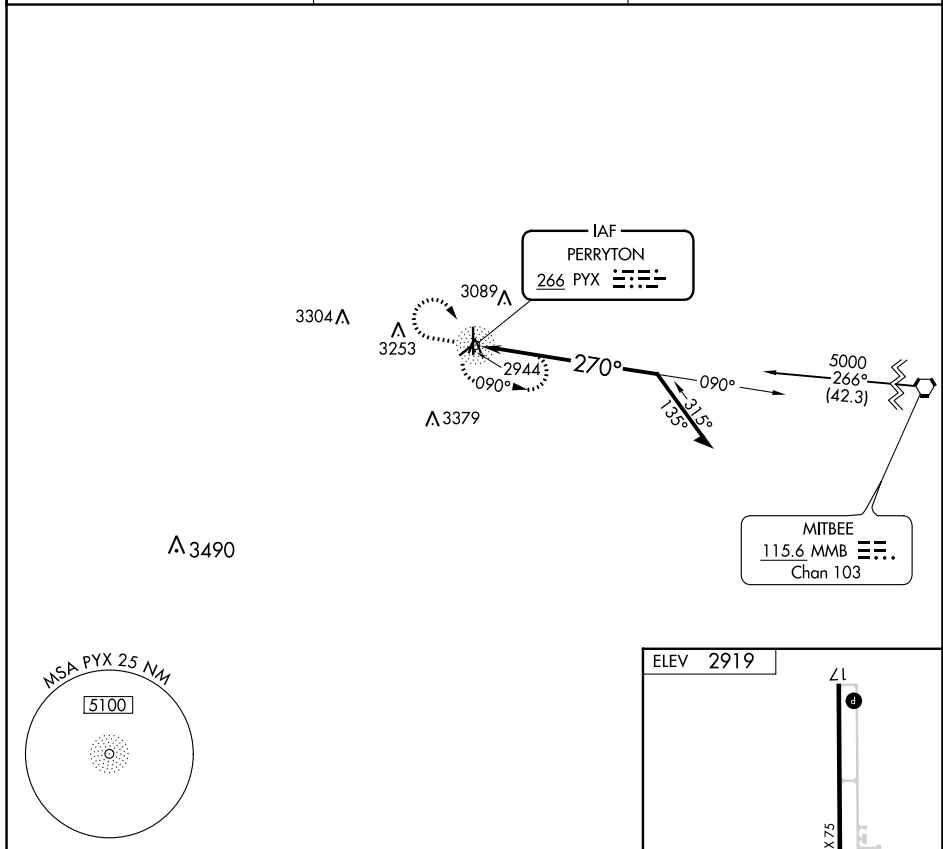 IAF
PERRYTON
266 PYX
3089
3304
3253
2944
270°
090°
090°
5000
266°
(42.3)
315°
135°
3379
MITBEE
115.6 MMB
Chan 103
3490
MSA PYX 25 NM
5100
ELEV 2919
17
P
X 75